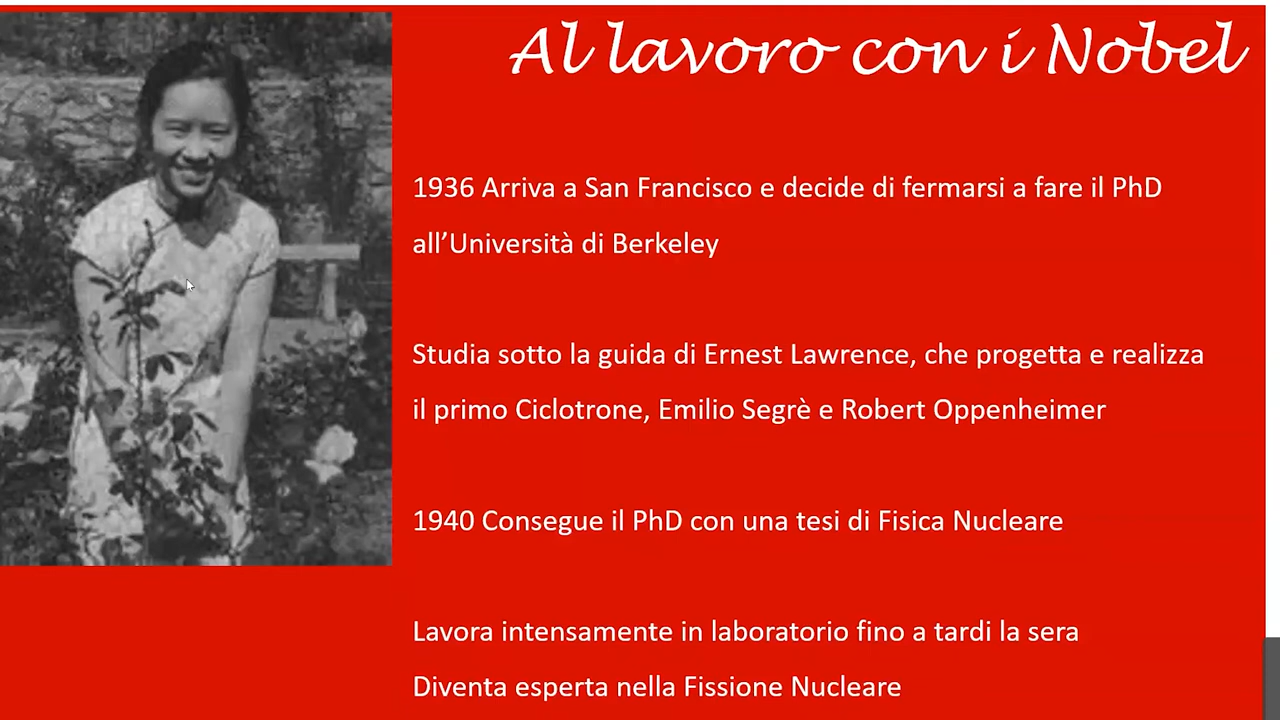 Al lavoro con i Nobel
1936 Arriva a San Francisco e decide di fermarsi a fare il PhD
all’Università di Berkeley
Studia sotto la guida di Ernest Lawrence, che progetta e realizza
il primo Ciclotrone, Emilio Segrè e Robert Oppenheimer
1940 Consegue il PhD con una tesi di Fisica Nucleare
Lavora intensamente in laboratorio fino a tardi la sera
Diventa esperta nella Fissione Nucleare